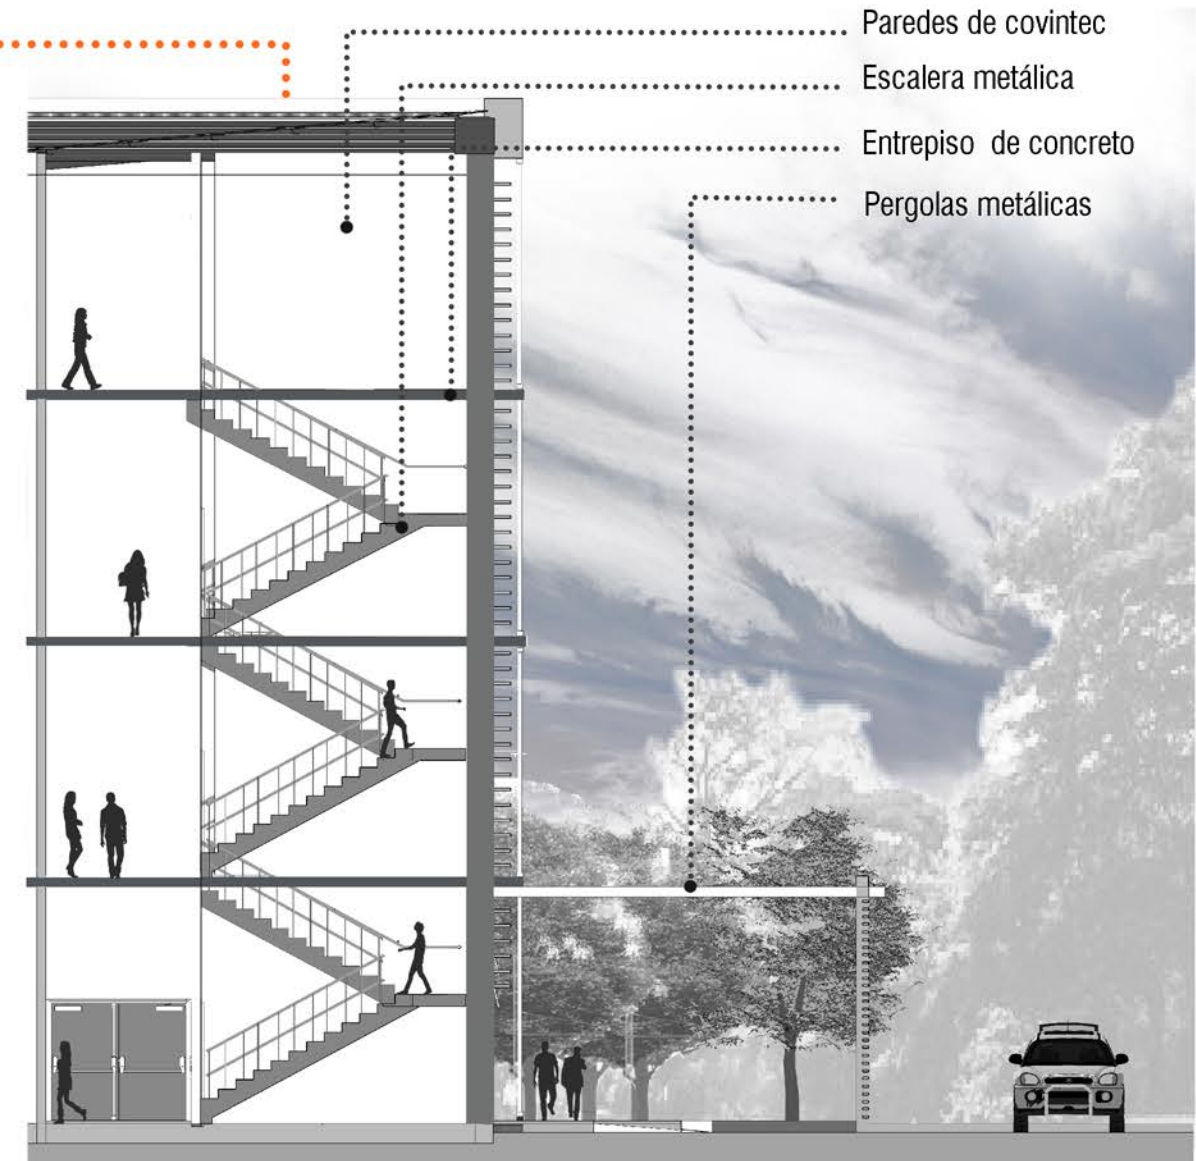 Paredes de covintec
Escalera metálica
Entrepiso de concreto
Pergolas metálicas